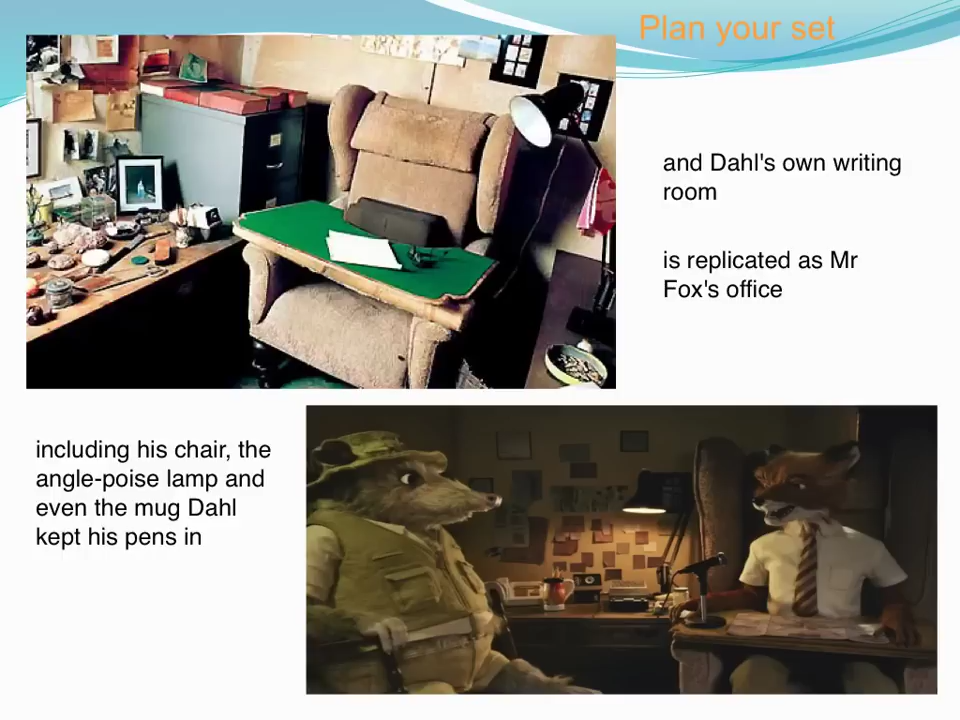 Plan your set
and Dahl's own writing
room
is replicated as Mr
Fox's office
including his chair, the
angle-poise lamp and
even the mug Dahl
kept his pens in